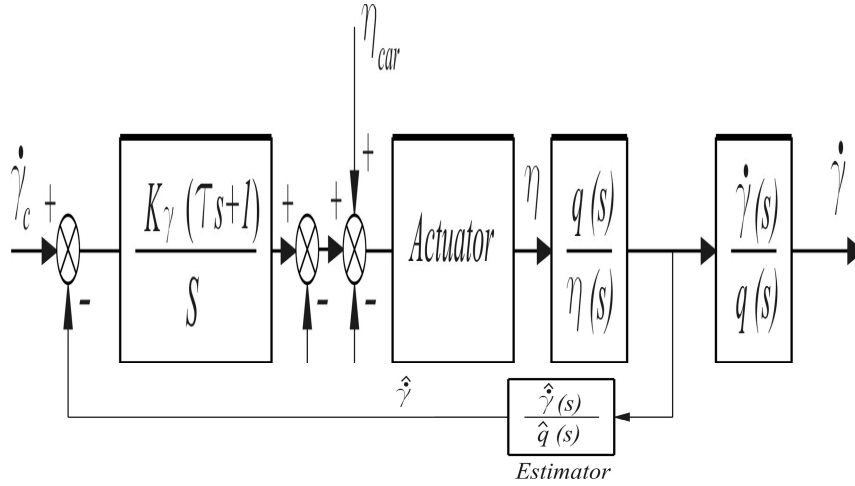 η_car
γ̇_c
+
K_γ (τs+1)
S
+
+
+
Actuator
η
q (s)
η (s)
γ̇ (s)
q (s)
γ̇
-
-
-
γ̇̂
γ̇̂ (s)
q̂ (s)
Estimator